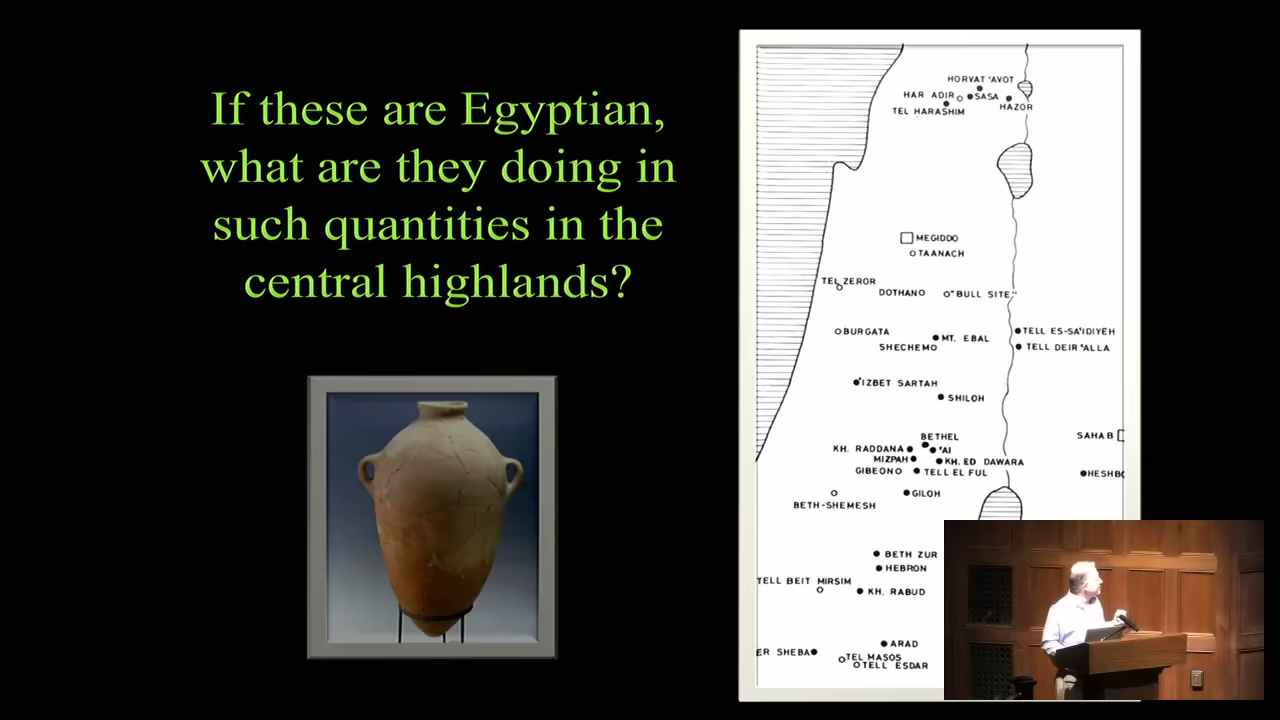 If these are Egyptian,
what are they doing in
such quantities in the
central highlands?
HORVAT 'AVOT
HAR ADIR
SASA
HAZOR
TEL HARASHIM
MEGIDDO
TAANACH
TEL ZEROR
DOTHAN
"BULL SITE"
BURGATA
MT. EBAL
TELL ES-SA'IDIYEH
SHECHEM
TELL DEIR 'ALLA
'IZBET SARTAH
SHILOH
BETHEL
SAHAB
KH. RADDANA
'AI
MIZPAH
KH. ED DAWARA
GIBEON
TELL EL FUL
HESHBO
GILOH
BETH-SHEMESH
BETH ZUR
HEBRON
TELL BEIT MIRSIM
KH. RABUD
ARAD
ER SHEBA
TEL MASOS
TELL ESDAR